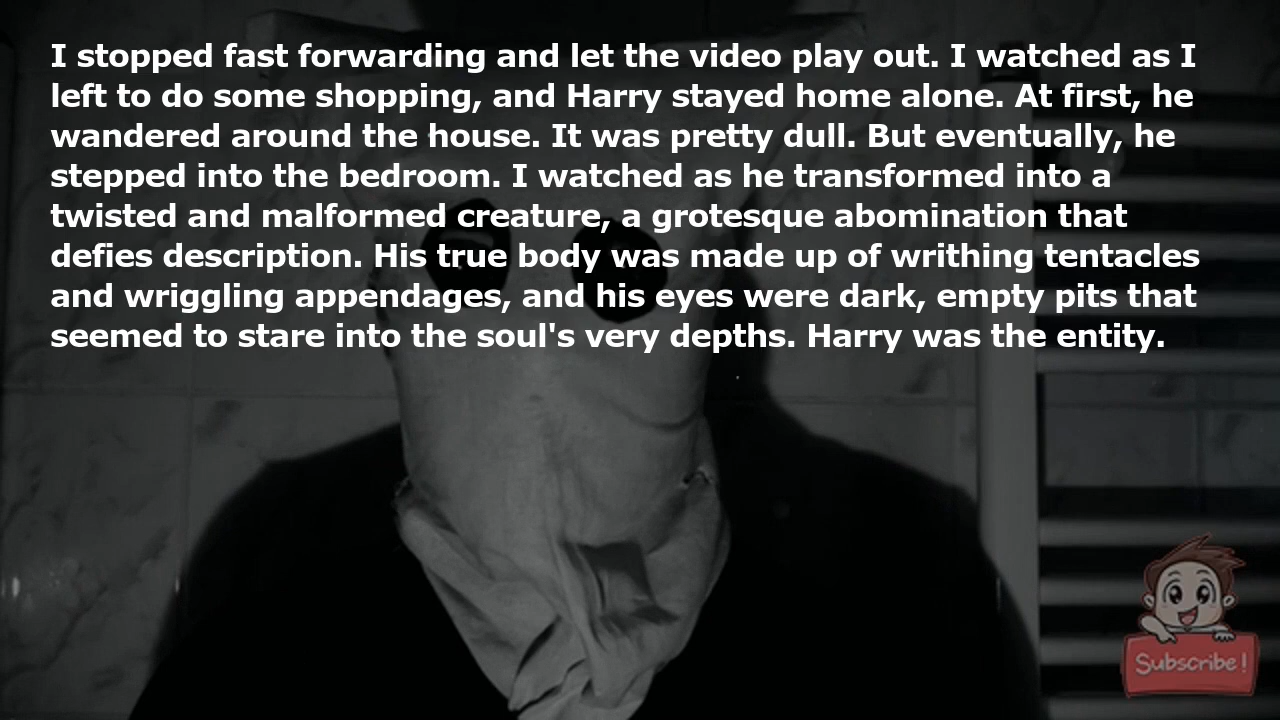 I stopped fast forwarding and let the video play out. I watched as I
left to do some shopping, and Harry stayed home alone. At first, he
wandered around the house. It was pretty dull. But eventually, he
stepped into the bedroom. I watched as he transformed into a
twisted and malformed creature, a grotesque abomination that
defies description. His true body was made up of writhing tentacles
and wriggling appendages, and his eyes were dark, empty pits that
seemed to stare into the soul's very depths. Harry was the entity.
Subscribe!